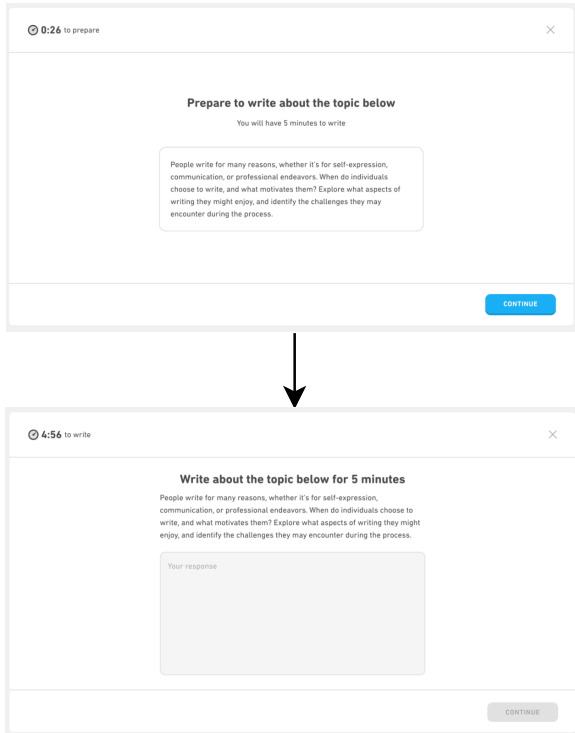 0:26 to prepare
Prepare to write about the topic below
You will have 5 minutes to write
People write for many reasons, whether it's for self-expression,
communication, or professional endeavors. When do individuals
choose to write, and what motivates them? Explore what aspects of
writing they might enjoy, and identify the challenges they may
encounter during the process.
CONTINUE
4:56 to write
Write about the topic below for 5 minutes
People write for many reasons, whether it's for self-expression,
communication, or professional endeavors. When do individuals choose to
write, and what motivates them? Explore what aspects of writing they might
enjoy, and identify the challenges they may encounter during the process.
Your response
CONTINUE